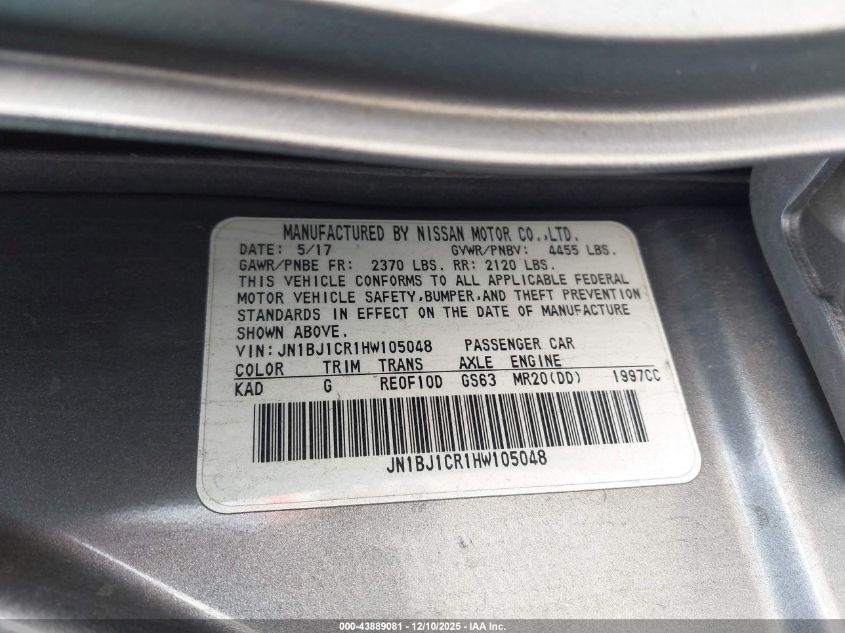 MANUFACTURED BY NISSAN MOTOR CO.,LTD.
DATE: 5/17 GVWR/PNBV: 4455 LBS.
GAWR/PNBE FR: 2370 LBS. RR: 2120 LBS.
THIS VEHICLE CONFORMS TO ALL APPLICABLE FEDERAL
MOTOR VEHICLE SAFETY,BUMPER,AND THEFT PREVENTION
STANDARDS IN EFFECT ON THE DATE OF MANUFACTURE
SHOWN ABOVE.
VIN: JN1BJ1CR1HW105048 PASSENGER CAR
COLOR TRIM TRANS AXLE ENGINE
KAD G RE0F10D GS63 MR20(DD) 1997CC
JN1BJ1CR1HW105048
000-43889081 - 12/10/2025 - IAA Inc.